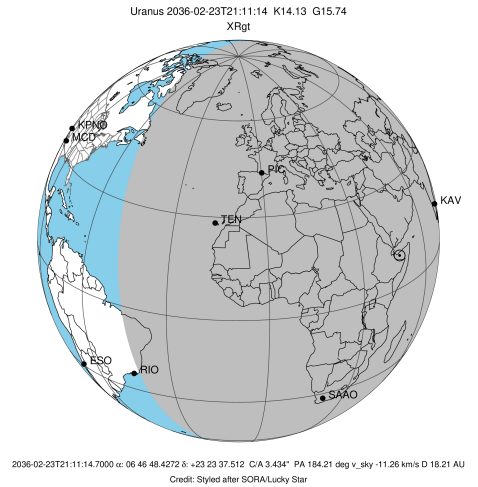 Uranus 2036-02-23T21:11:14 K14.13 G15.74
XRgt
KPNO
MCD
PIC
KAV
TEN
ESO
RIO
SAAO
2036-02-23T21:11:14.7000 α: 06 46 48.4272 δ: +23 23 37.512 C/A 3.434" PA 184.21 deg v_sky -11.26 km/s D 18.21 AU
Credit: Styled after SORA/Lucky Star